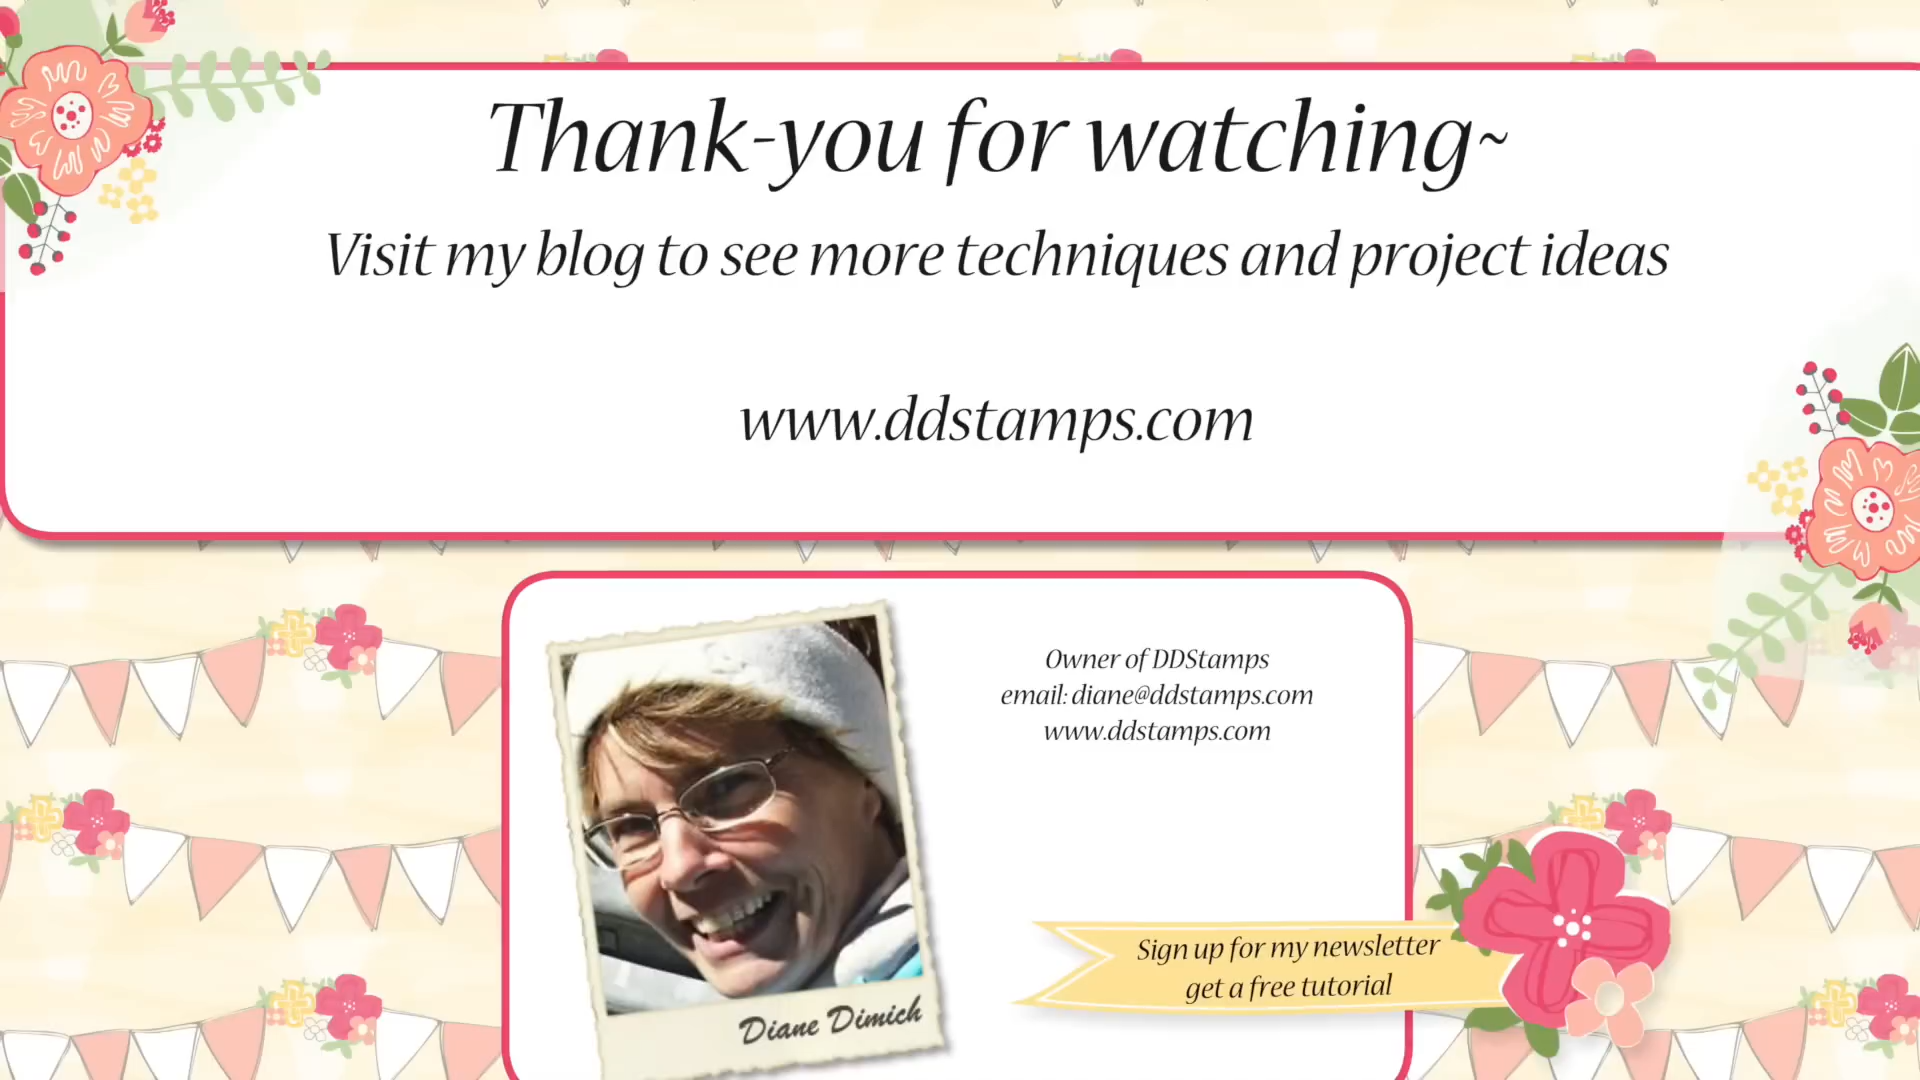 Thank-you for watching~
Visit my blog to see more techniques and project ideas
www.ddstamps.com
Owner of DDStamps
email: diane@ddstamps.com
www.ddstamps.com
Sign up for my newsletter
get a free tutorial
Diane Dimich